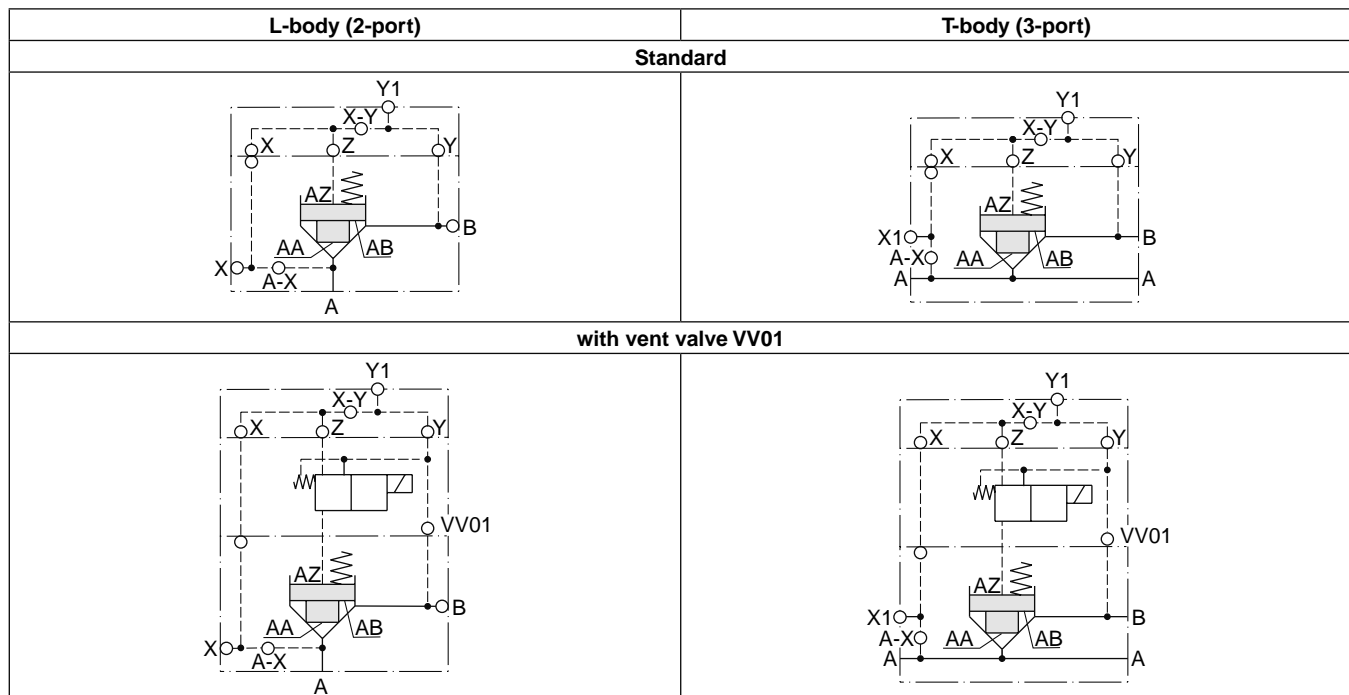 L-body (2-port)
T-body (3-port)
Standard
Y1
X-Y
X
Z
Y
AZ
B
AA
AB
X
A-X
A
Y1
X-Y
X
Z
Y
AZ
X1
B
A-X
AA
AB
A
A
with vent valve VV01
Y1
X-Y
X
Z
Y
VV01
AZ
B
AA
AB
X
A-X
A
Y1
X-Y
X
Z
Y
VV01
AZ
X1
B
A-X
AA
AB
A
A